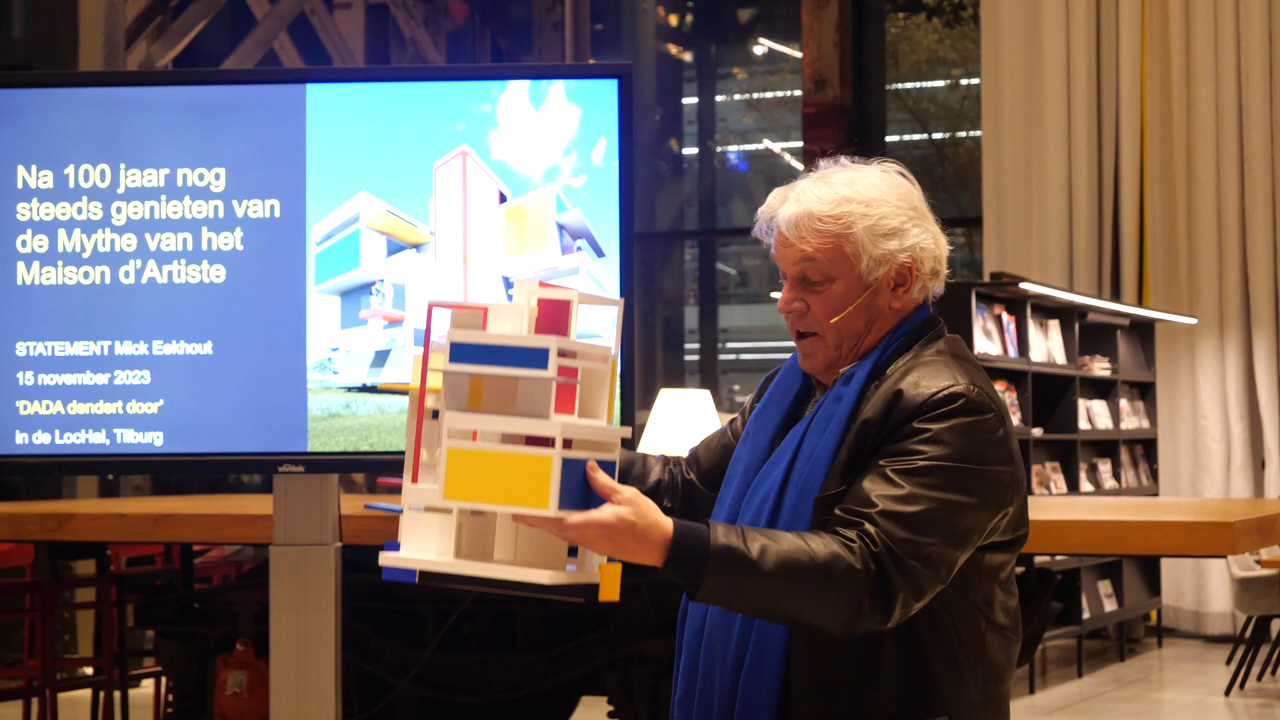 Na 100 jaar nog
steeds genieten van
de Mythe van het
Maison d’Artiste
STATEMENT Mick Eekhout
15 november 2023
‘DADA dendert door’
in de LocHal, Tilburg
vivitek